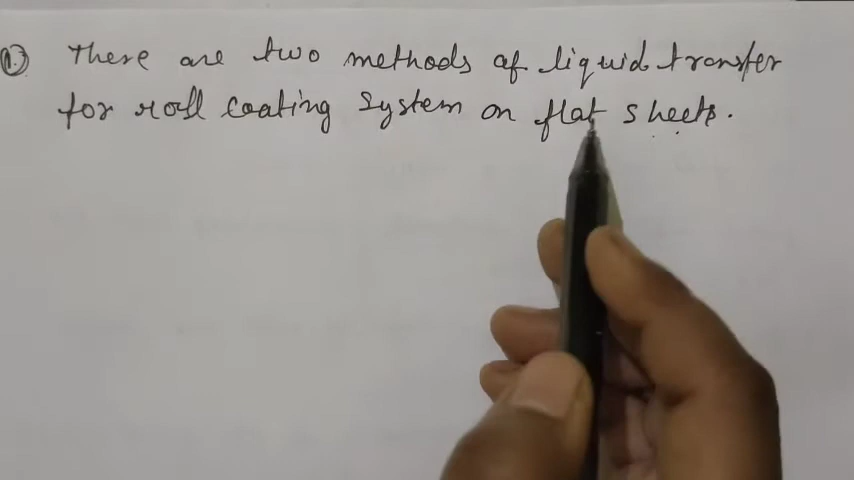 1. There are two methods of liquid transfer
for roll coating system on flat sheets.